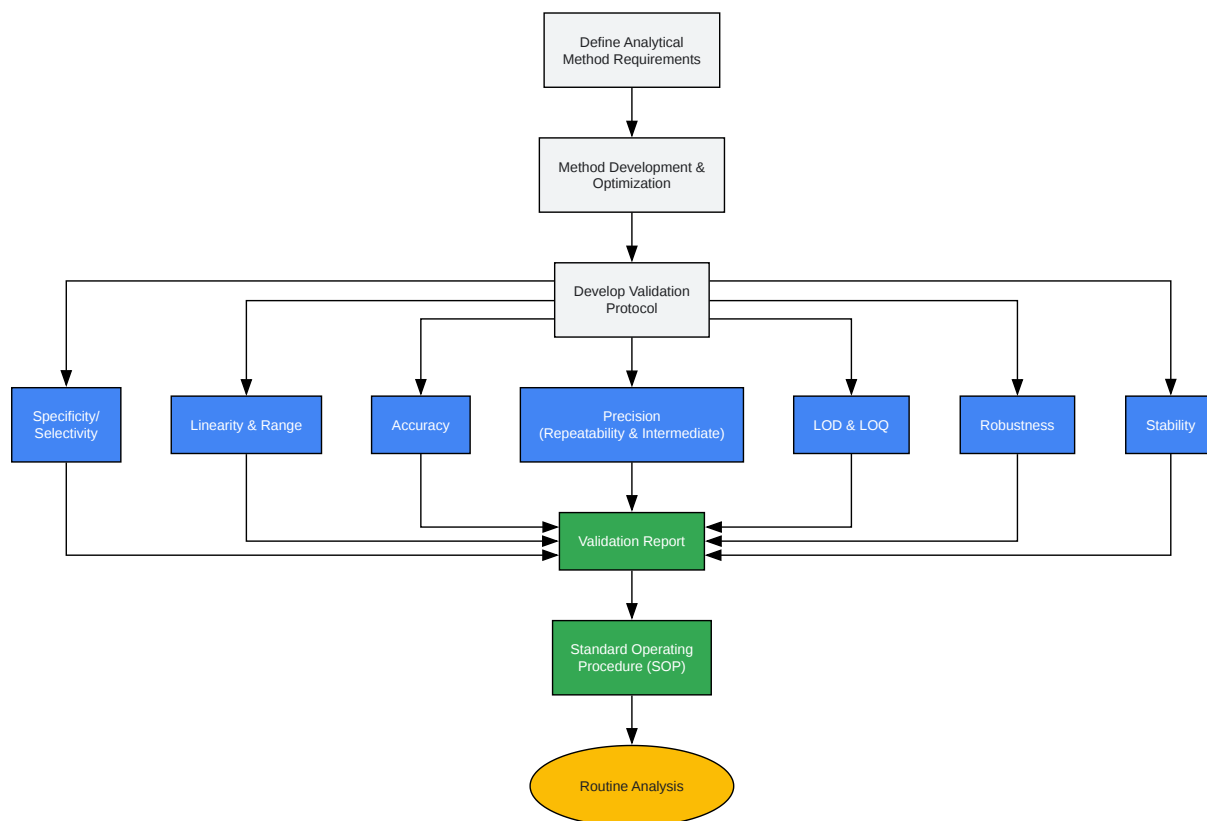 Define Analytical
Method Requirements
Method Development &
Optimization
Develop Validation
Protocol
Specificity/
Selectivity
Linearity & Range
Accuracy
Precision
(Repeatability & Intermediate)
LOD & LOQ
Robustness
Stability
Validation Report
Standard Operating
Procedure (SOP)
Routine Analysis